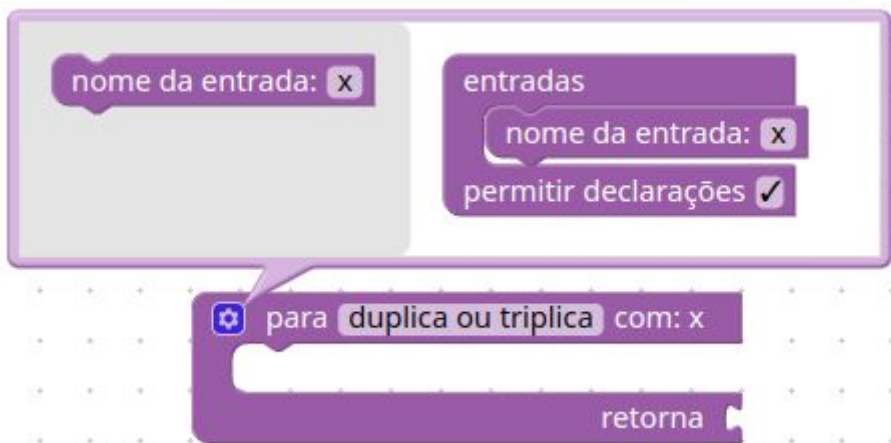 nome da entrada: x
entradas
nome da entrada: x
permitir declarações ✓
para duplica ou triplica com: x
retorna